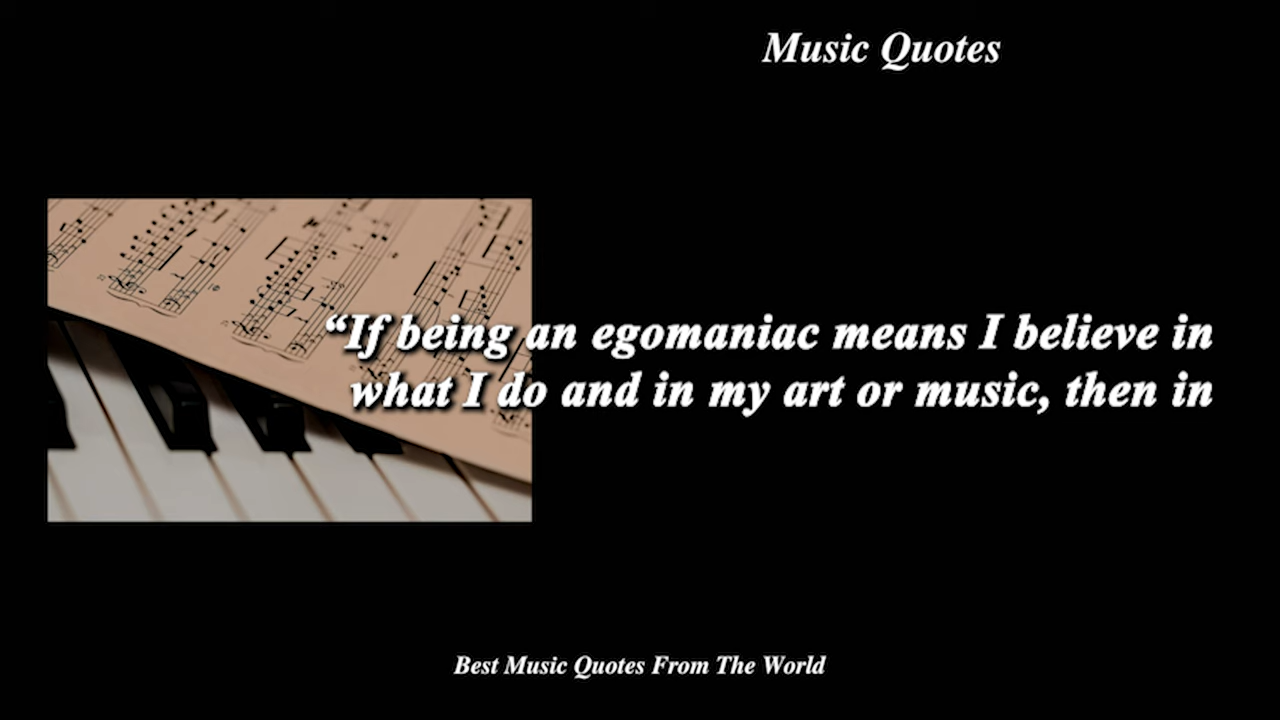 Music Quotes
“If being an egomaniac means I believe in
what I do and in my art or music, then in
Best Music Quotes From The World